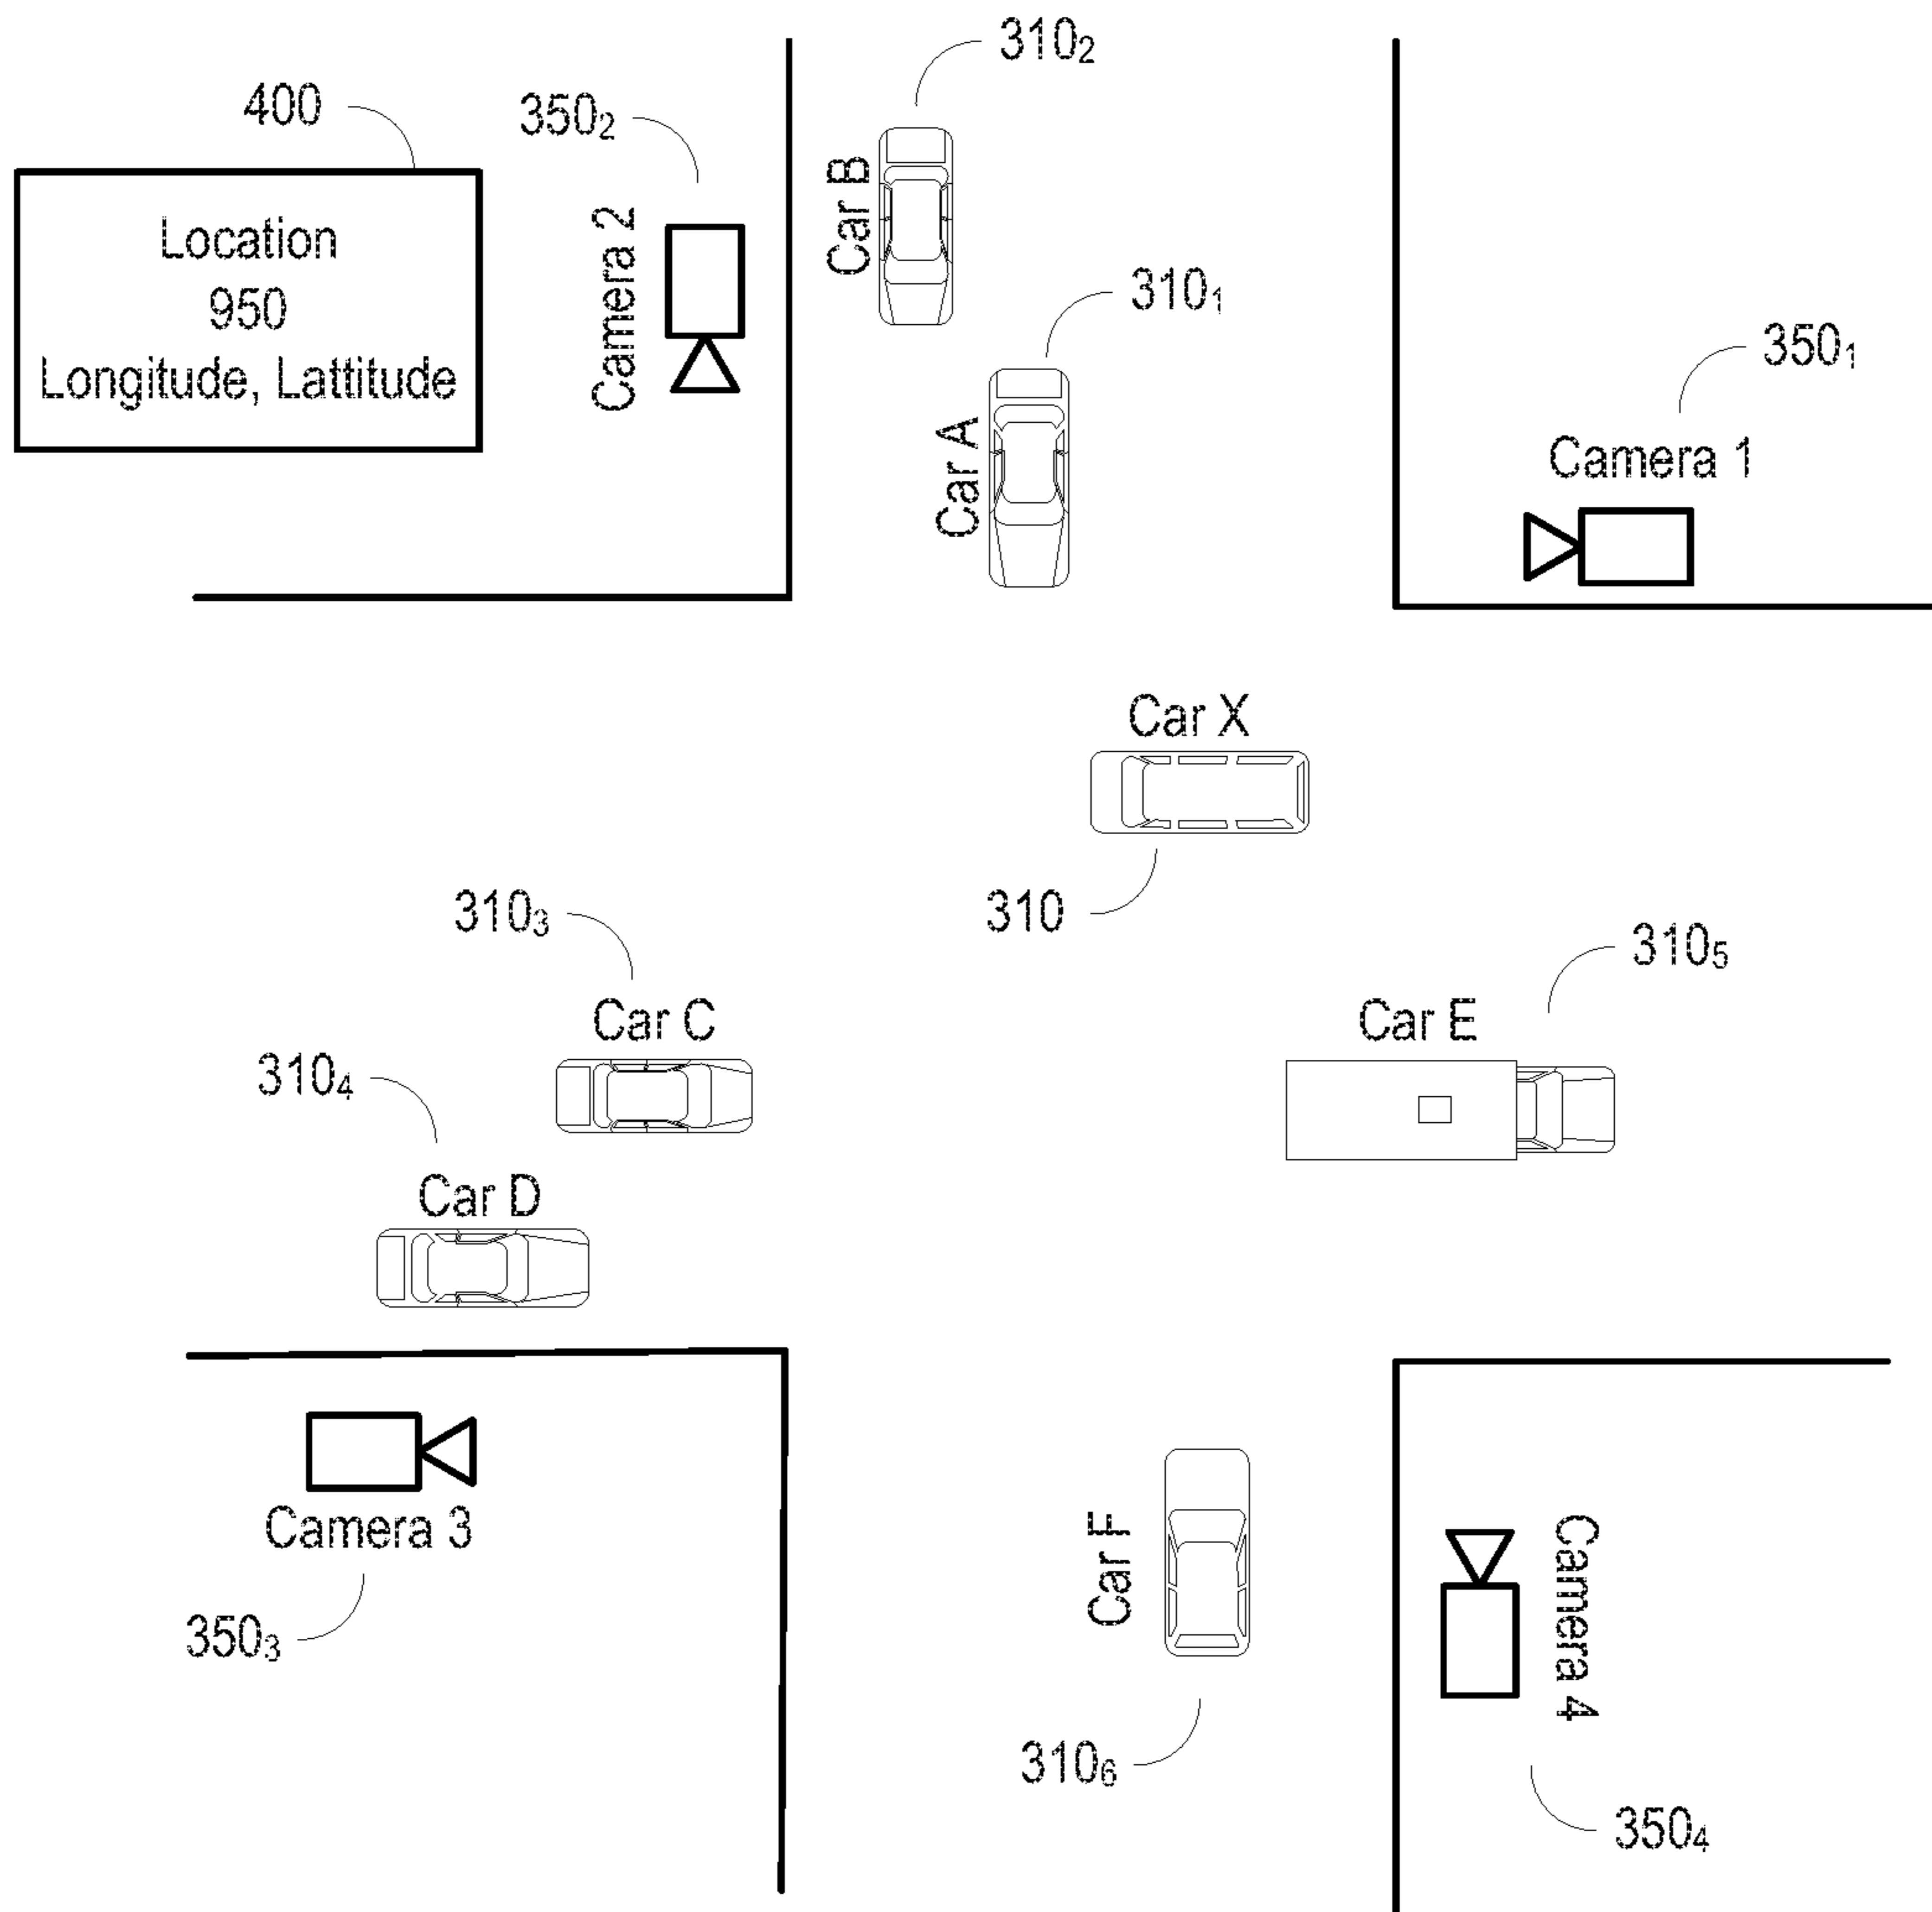 310₂
400
350₂
Location
950
Longitude, Lattitude
Camera 2
Car B
310₁
Car A
350₁
Camera 1
Car X
310
310₃
Car C
310₅
Car E
310₄
Car D
Camera 3
350₃
Car F
310₆
Camera 4
350₄